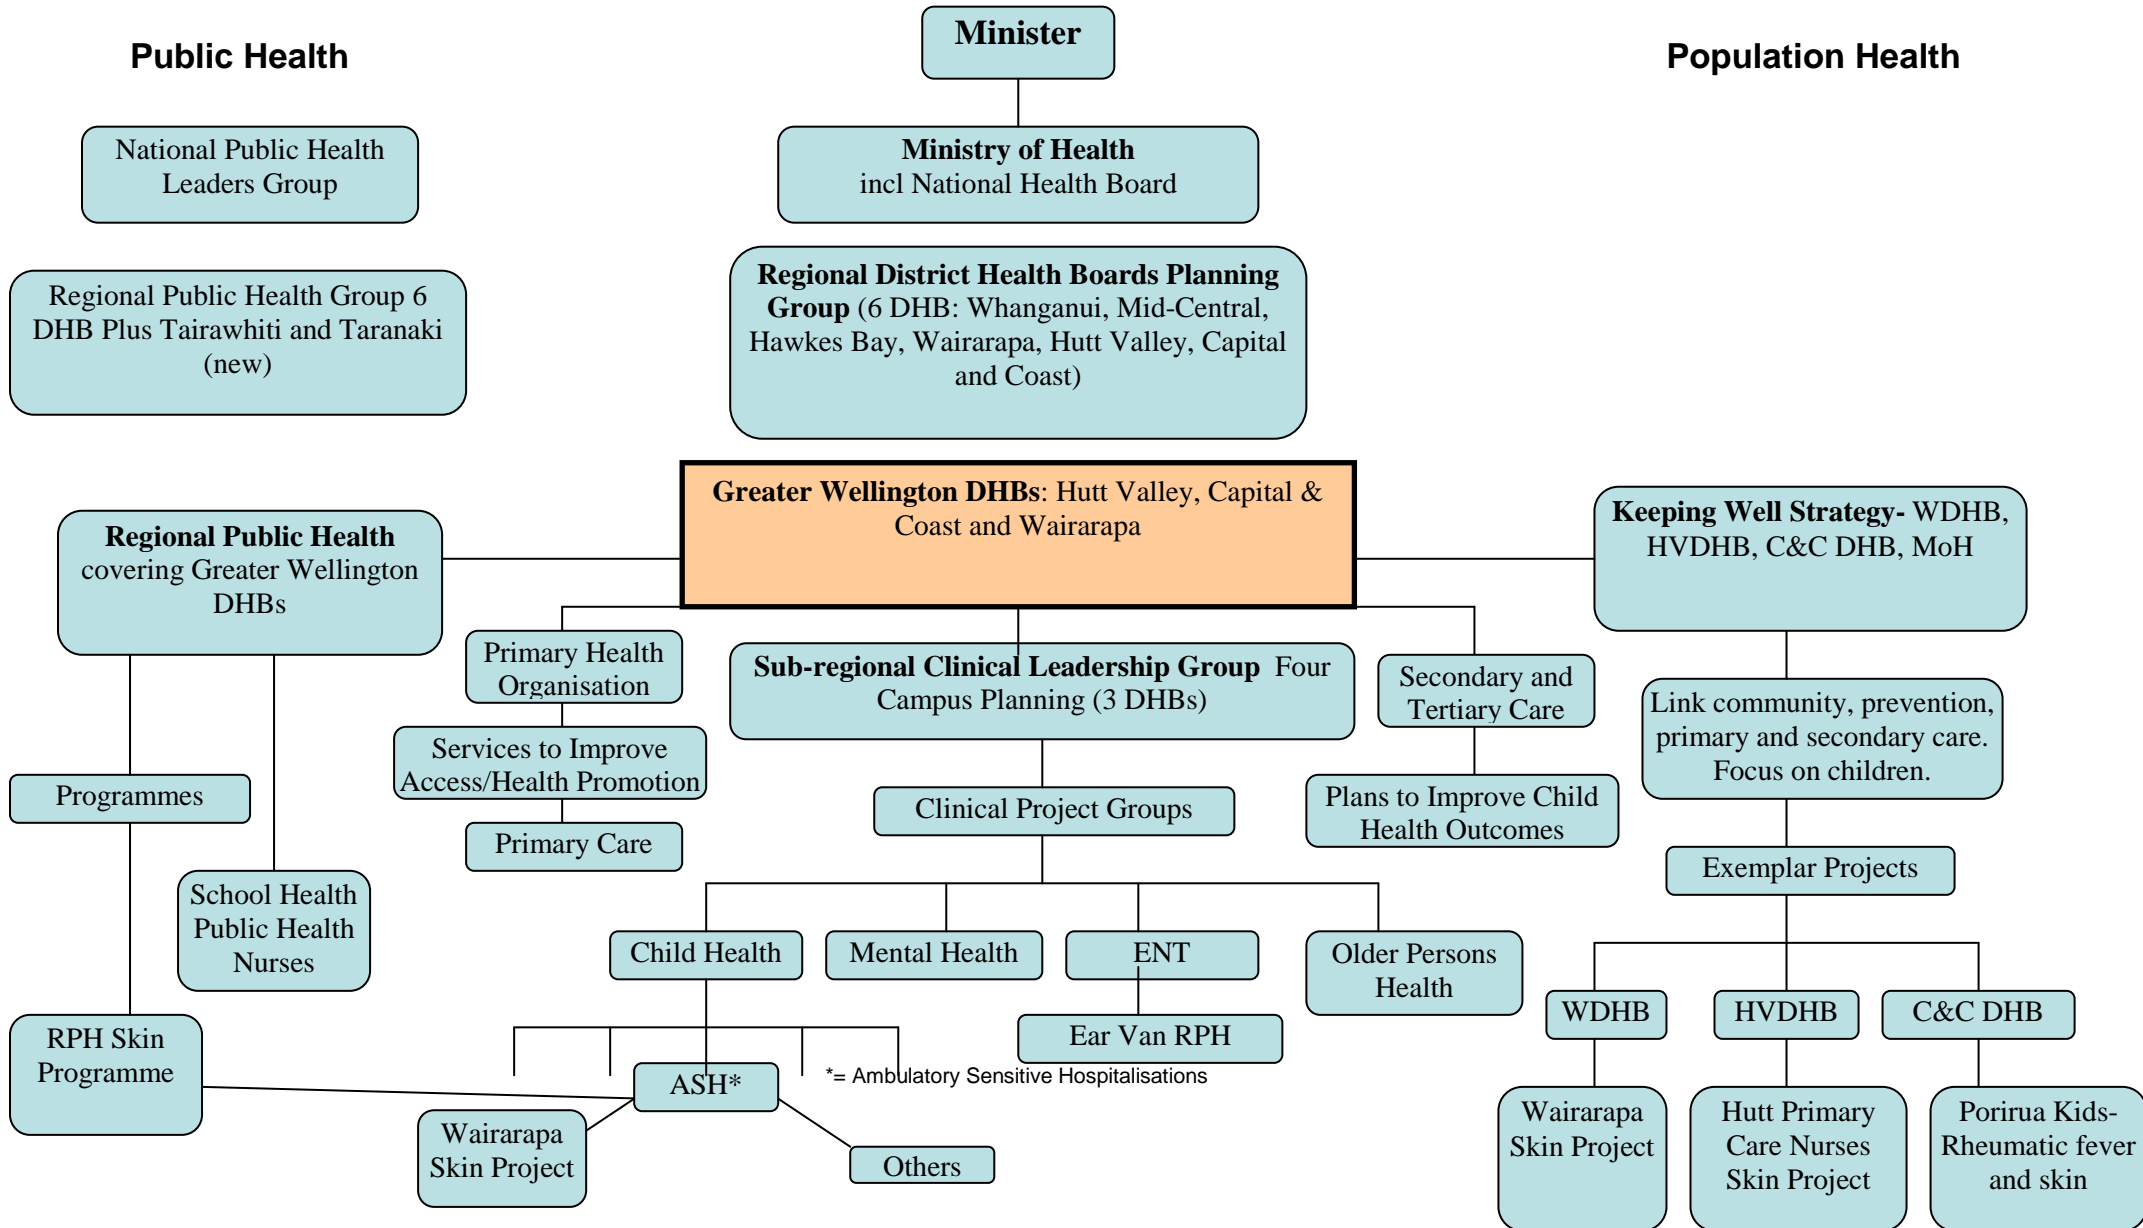 Public Health
Minister
Population Health
National Public Health
Leaders Group
Ministry of Health
incl National Health Board
Regional Public Health Group 6
DHB Plus Tairawhiti and Taranaki
(new)
Regional District Health Boards Planning
Group (6 DHB: Whanganui, Mid-Central,
Hawkes Bay, Wairarapa, Hutt Valley, Capital
and Coast)
Greater Wellington DHBs: Hutt Valley, Capital &
Coast and Wairarapa
Regional Public Health
covering Greater Wellington
DHBs
Keeping Well Strategy- WDHB,
HVDHB, C&C DHB, MoH
Primary Health
Organisation
Sub-regional Clinical Leadership Group Four
Campus Planning (3 DHBs)
Secondary and
Tertiary Care
Link community, prevention,
primary and secondary care.
Focus on children.
Services to Improve
Access/Health Promotion
Programmes
Clinical Project Groups
Plans to Improve Child
Health Outcomes
Primary Care
Exemplar Projects
School Health
Public Health
Nurses
Child Health
Mental Health
ENT
Older Persons
Health
WDHB
HVDHB
C&C DHB
RPH Skin
Programme
Ear Van RPH
ASH*
*= Ambulatory Sensitive Hospitalisations
Wairarapa
Skin Project
Others
Wairarapa
Skin Project
Hutt Primary
Care Nurses
Skin Project
Porirua Kids-
Rheumatic fever
and skin